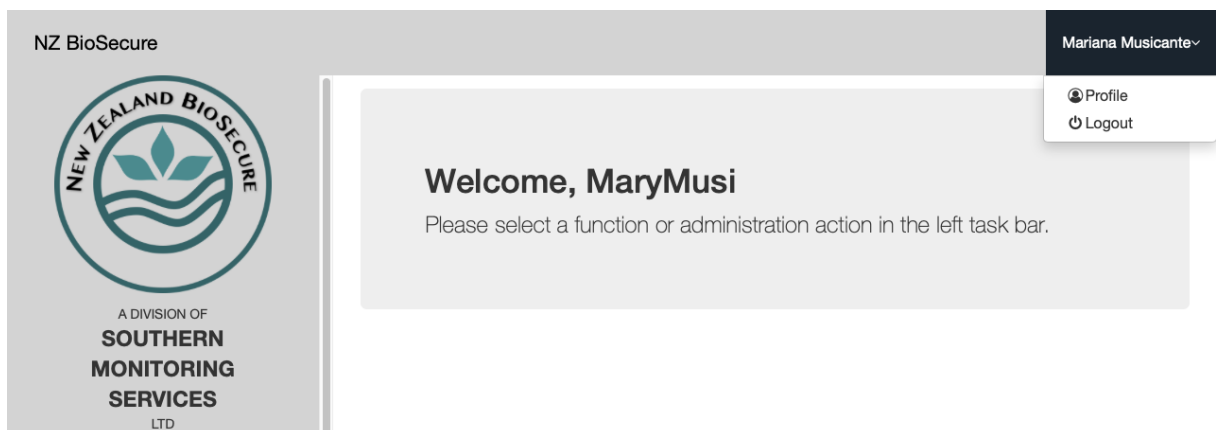 NZ BioSecure
Mariana Musicante
Profile
Logout
NEW ZEALAND BIOSECURE
A DIVISION OF
SOUTHERN
MONITORING
SERVICES
LTD
Welcome, MaryMusi
Please select a function or administration action in the left task bar.